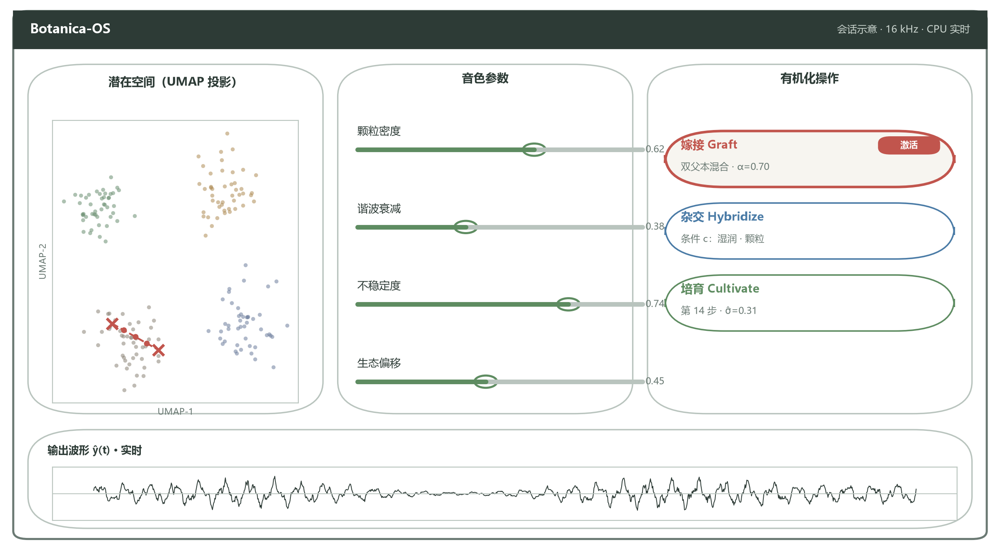 Botanica-OS
会话示意 · 16 kHz · CPU 实时
潜在空间（UMAP 投影）
UMAP-2
UMAP-1
音色参数
颗粒密度
0.62
谐波衰减
0.38
不稳定度
0.74
生态偏移
0.45
有机化操作
嫁接 Graft
激活
双父本混合 · α=0.70
杂交 Hybridize
条件 c：湿润 · 颗粒
培育 Cultivate
第 14 步 · σ̂=0.31
输出波形 ŷ(t) · 实时